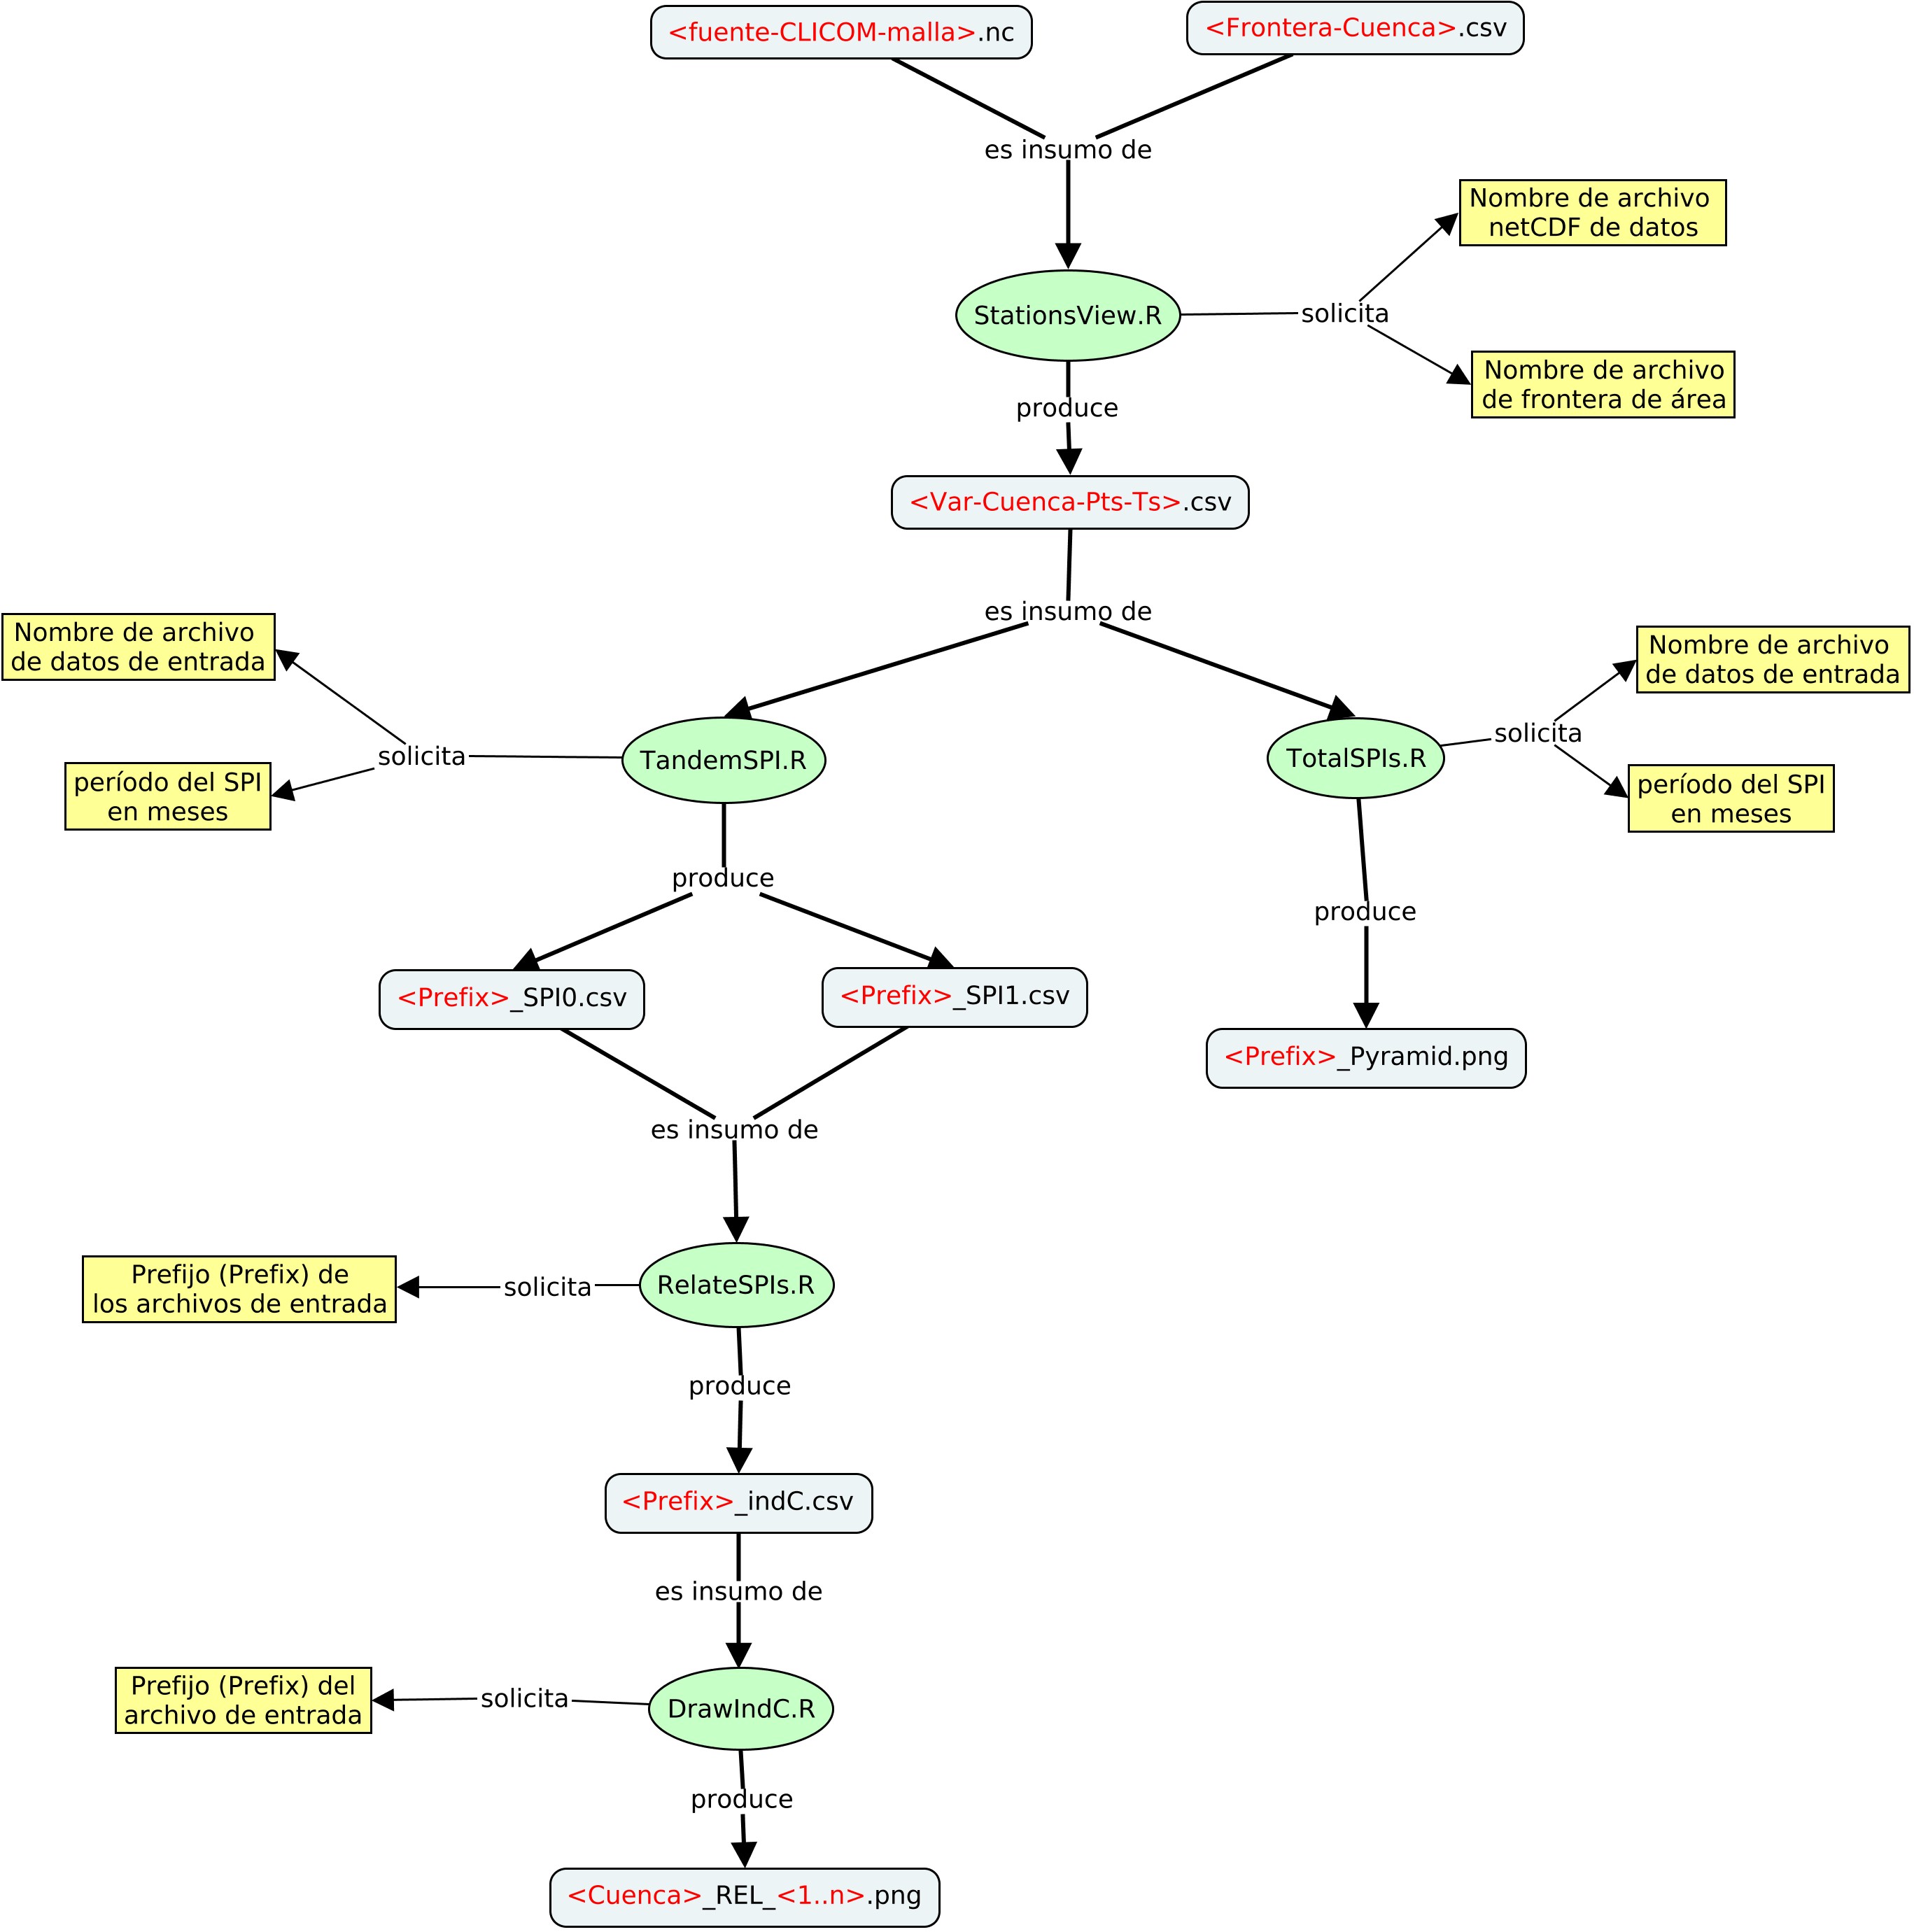 <fuente-CLICOM-malla>.nc
<Frontera-Cuenca>.csv
es insumo de
Nombre de archivo
netCDF de datos
StationsView.R
solicita
Nombre de archivo
de frontera de área
produce
<Var-Cuenca-Pts-Ts>.csv
es insumo de
Nombre de archivo
de datos de entrada
Nombre de archivo
de datos de entrada
solicita
TandemSPI.R
TotalSPIs.R
solicita
período del SPI
en meses
período del SPI
en meses
produce
produce
<Prefix>_SPI0.csv
<Prefix>_SPI1.csv
<Prefix>_Pyramid.png
es insumo de
Prefijo (Prefix) de
los archivos de entrada
solicita
RelateSPIs.R
produce
<Prefix>_indC.csv
es insumo de
Prefijo (Prefix) del
archivo de entrada
solicita
DrawIndC.R
produce
<Cuenca>_REL_<1..n>.png